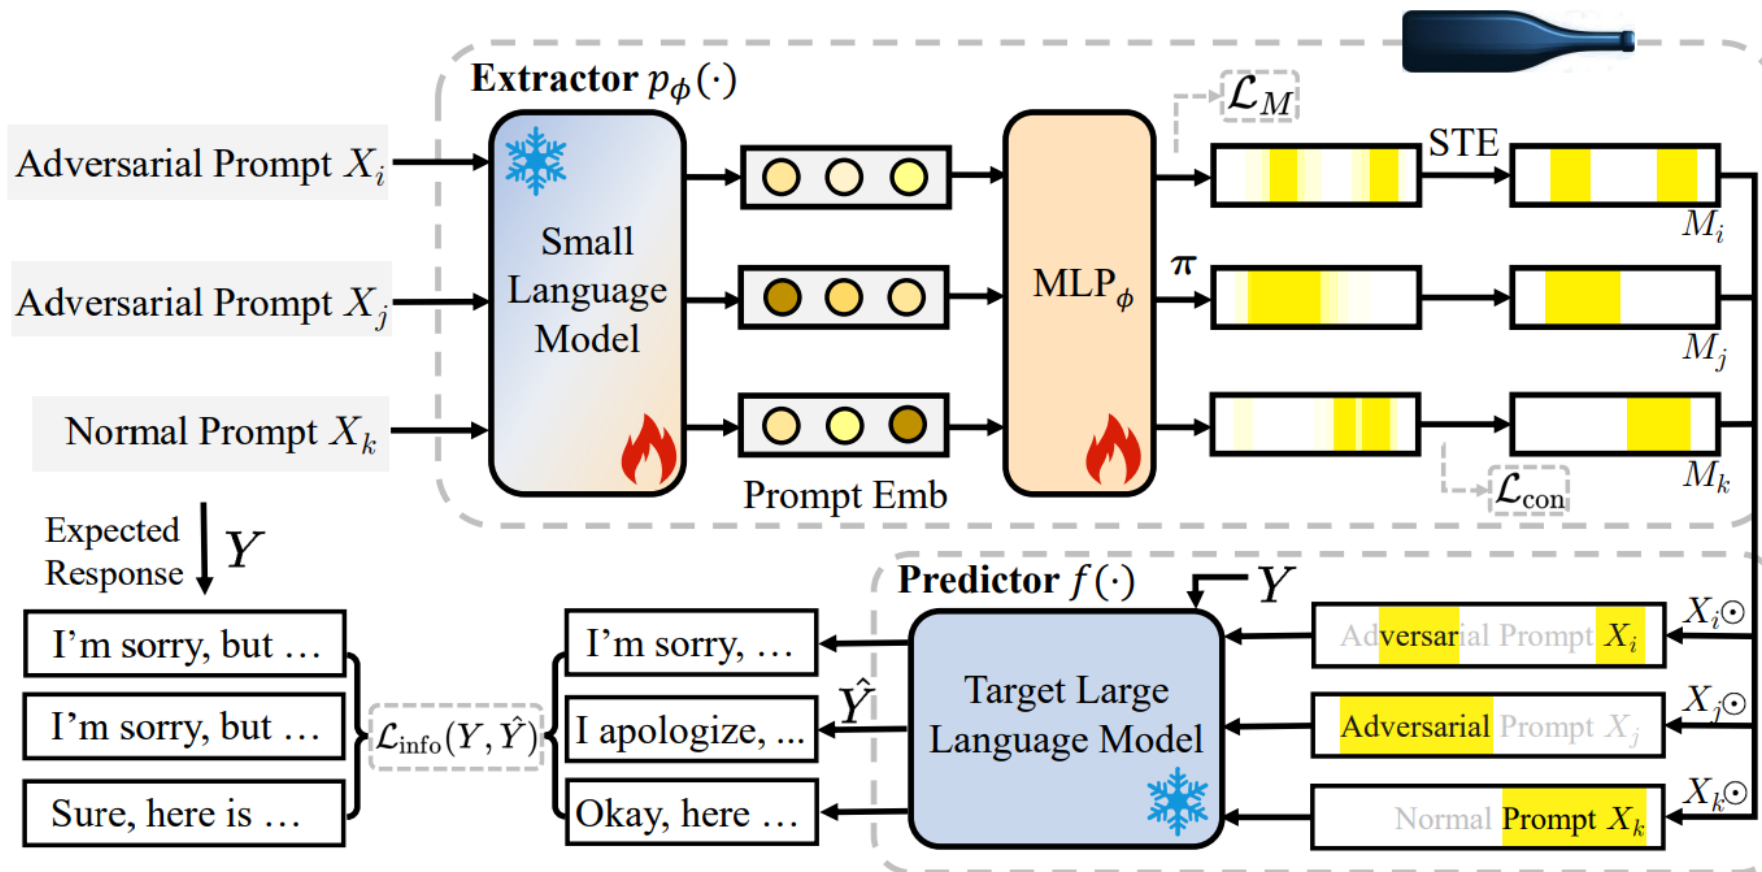 Extractor pϕ(·)
Adversarial Prompt Xi
Adversarial Prompt Xj
Normal Prompt Xk
Small
Language
Model
Prompt Emb
MLPϕ
π
ℒM
STE
Mi
Mj
Mk
ℒcon
Expected
Response
Y
I'm sorry, but …
I'm sorry, but …
Sure, here is …
ℒinfo(Y, Ŷ)
I'm sorry, …
I apologize, ...
Okay, here …
Ŷ
Predictor f(·)
Y
Target Large
Language Model
Adversarial Prompt Xi
Adversarial Prompt Xj
Normal Prompt Xk
Xi⊙
Xj⊙
Xk⊙